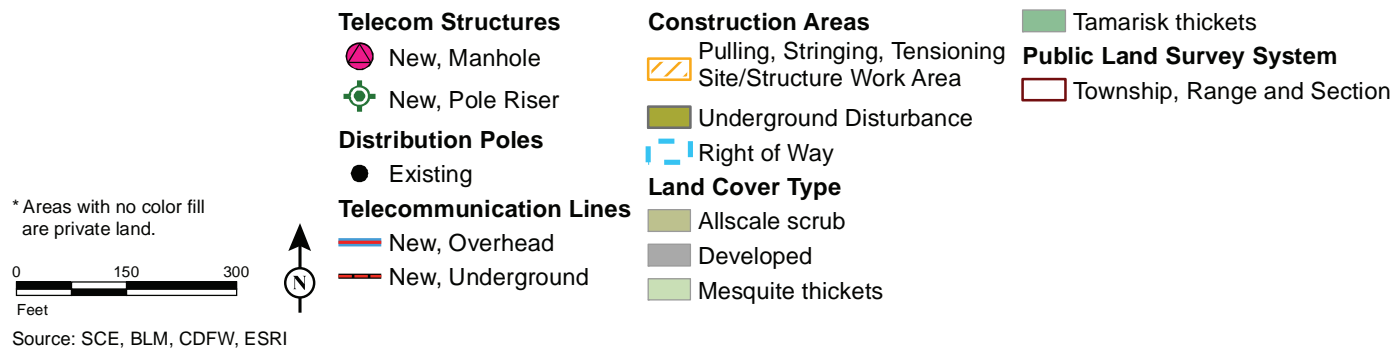 Telecom Structures
New, Manhole
New, Pole Riser
Distribution Poles
Existing
Telecommunication Lines
New, Overhead
New, Underground
Construction Areas
Pulling, Stringing, Tensioning
Site/Structure Work Area
Underground Disturbance
Right of Way
Land Cover Type
Allscale scrub
Developed
Mesquite thickets
Tamarisk thickets
Public Land Survey System
Township, Range and Section
* Areas with no color fill
are private land.
0 150 300
Feet
N
Source: SCE, BLM, CDFW, ESRI